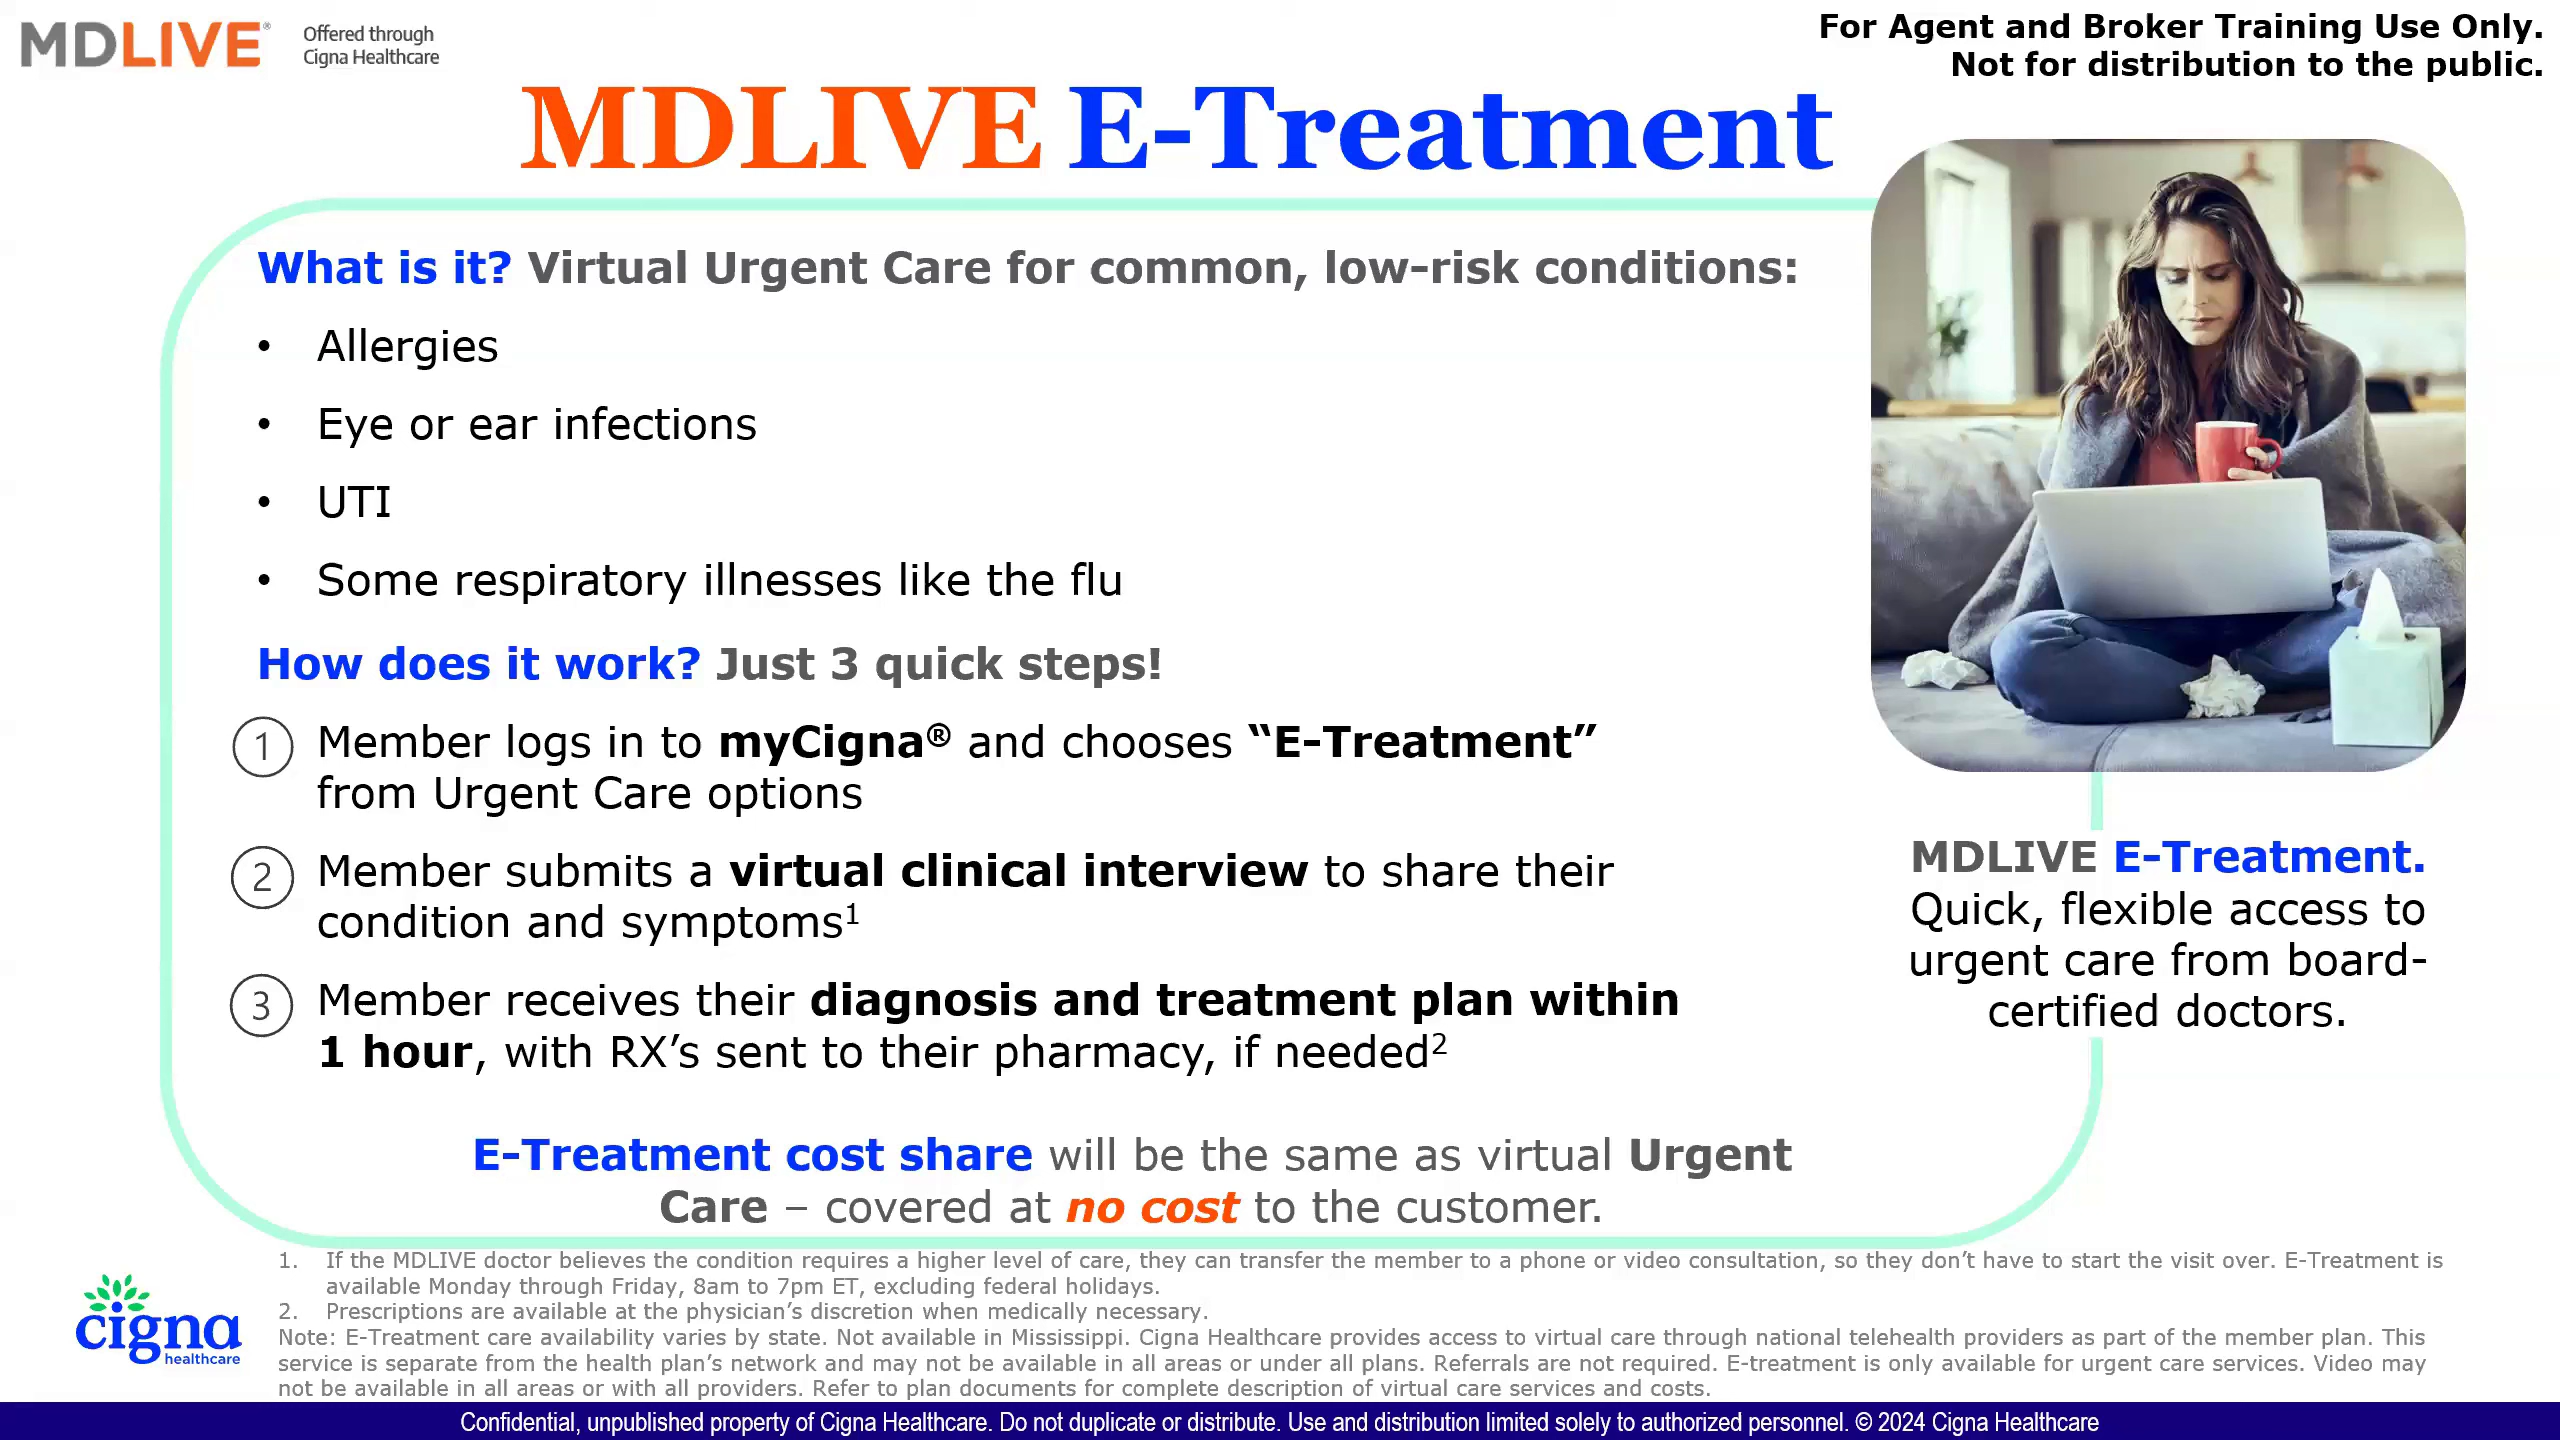 MDLIVE®
Offered through
Cigna Healthcare
For Agent and Broker Training Use Only.
Not for distribution to the public.
MDLIVE E-Treatment
What is it? Virtual Urgent Care for common, low-risk conditions:
• Allergies
• Eye or ear infections
• UTI
• Some respiratory illnesses like the flu
How does it work? Just 3 quick steps!
1 Member logs in to myCigna® and chooses “E-Treatment”
from Urgent Care options
2 Member submits a virtual clinical interview to share their
condition and symptoms1
3 Member receives their diagnosis and treatment plan within
1 hour, with RX’s sent to their pharmacy, if needed2
E-Treatment cost share will be the same as virtual Urgent
Care – covered at no cost to the customer.
MDLIVE E-Treatment.
Quick, flexible access to
urgent care from board-
certified doctors.
1. If the MDLIVE doctor believes the condition requires a higher level of care, they can transfer the member to a phone or video consultation, so they don’t have to start the visit over. E-Treatment is
available Monday through Friday, 8am to 7pm ET, excluding federal holidays.
2. Prescriptions are available at the physician’s discretion when medically necessary.
Note: E-Treatment care availability varies by state. Not available in Mississippi. Cigna Healthcare provides access to virtual care through national telehealth providers as part of the member plan. This
service is separate from the health plan’s network and may not be available in all areas or under all plans. Referrals are not required. E-treatment is only available for urgent care services. Video may
not be available in all areas or with all providers. Refer to plan documents for complete description of virtual care services and costs.
cigna
healthcare
Confidential, unpublished property of Cigna Healthcare. Do not duplicate or distribute. Use and distribution limited solely to authorized personnel. © 2024 Cigna Healthcare